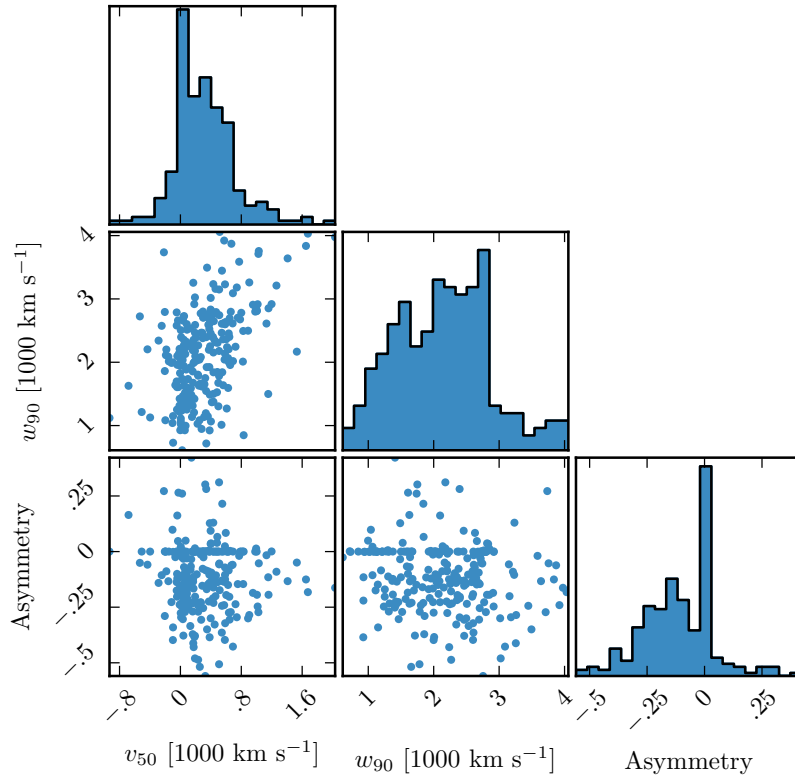 4
3
2
1
w₉₀ [1000 km s⁻¹]
.25
0
−.25
−.5
Asymmetry
−.8 0 .8 1.6
1 2 3 4
−.5 −.25 0 .25
v₅₀ [1000 km s⁻¹]
w₉₀ [1000 km s⁻¹]
Asymmetry